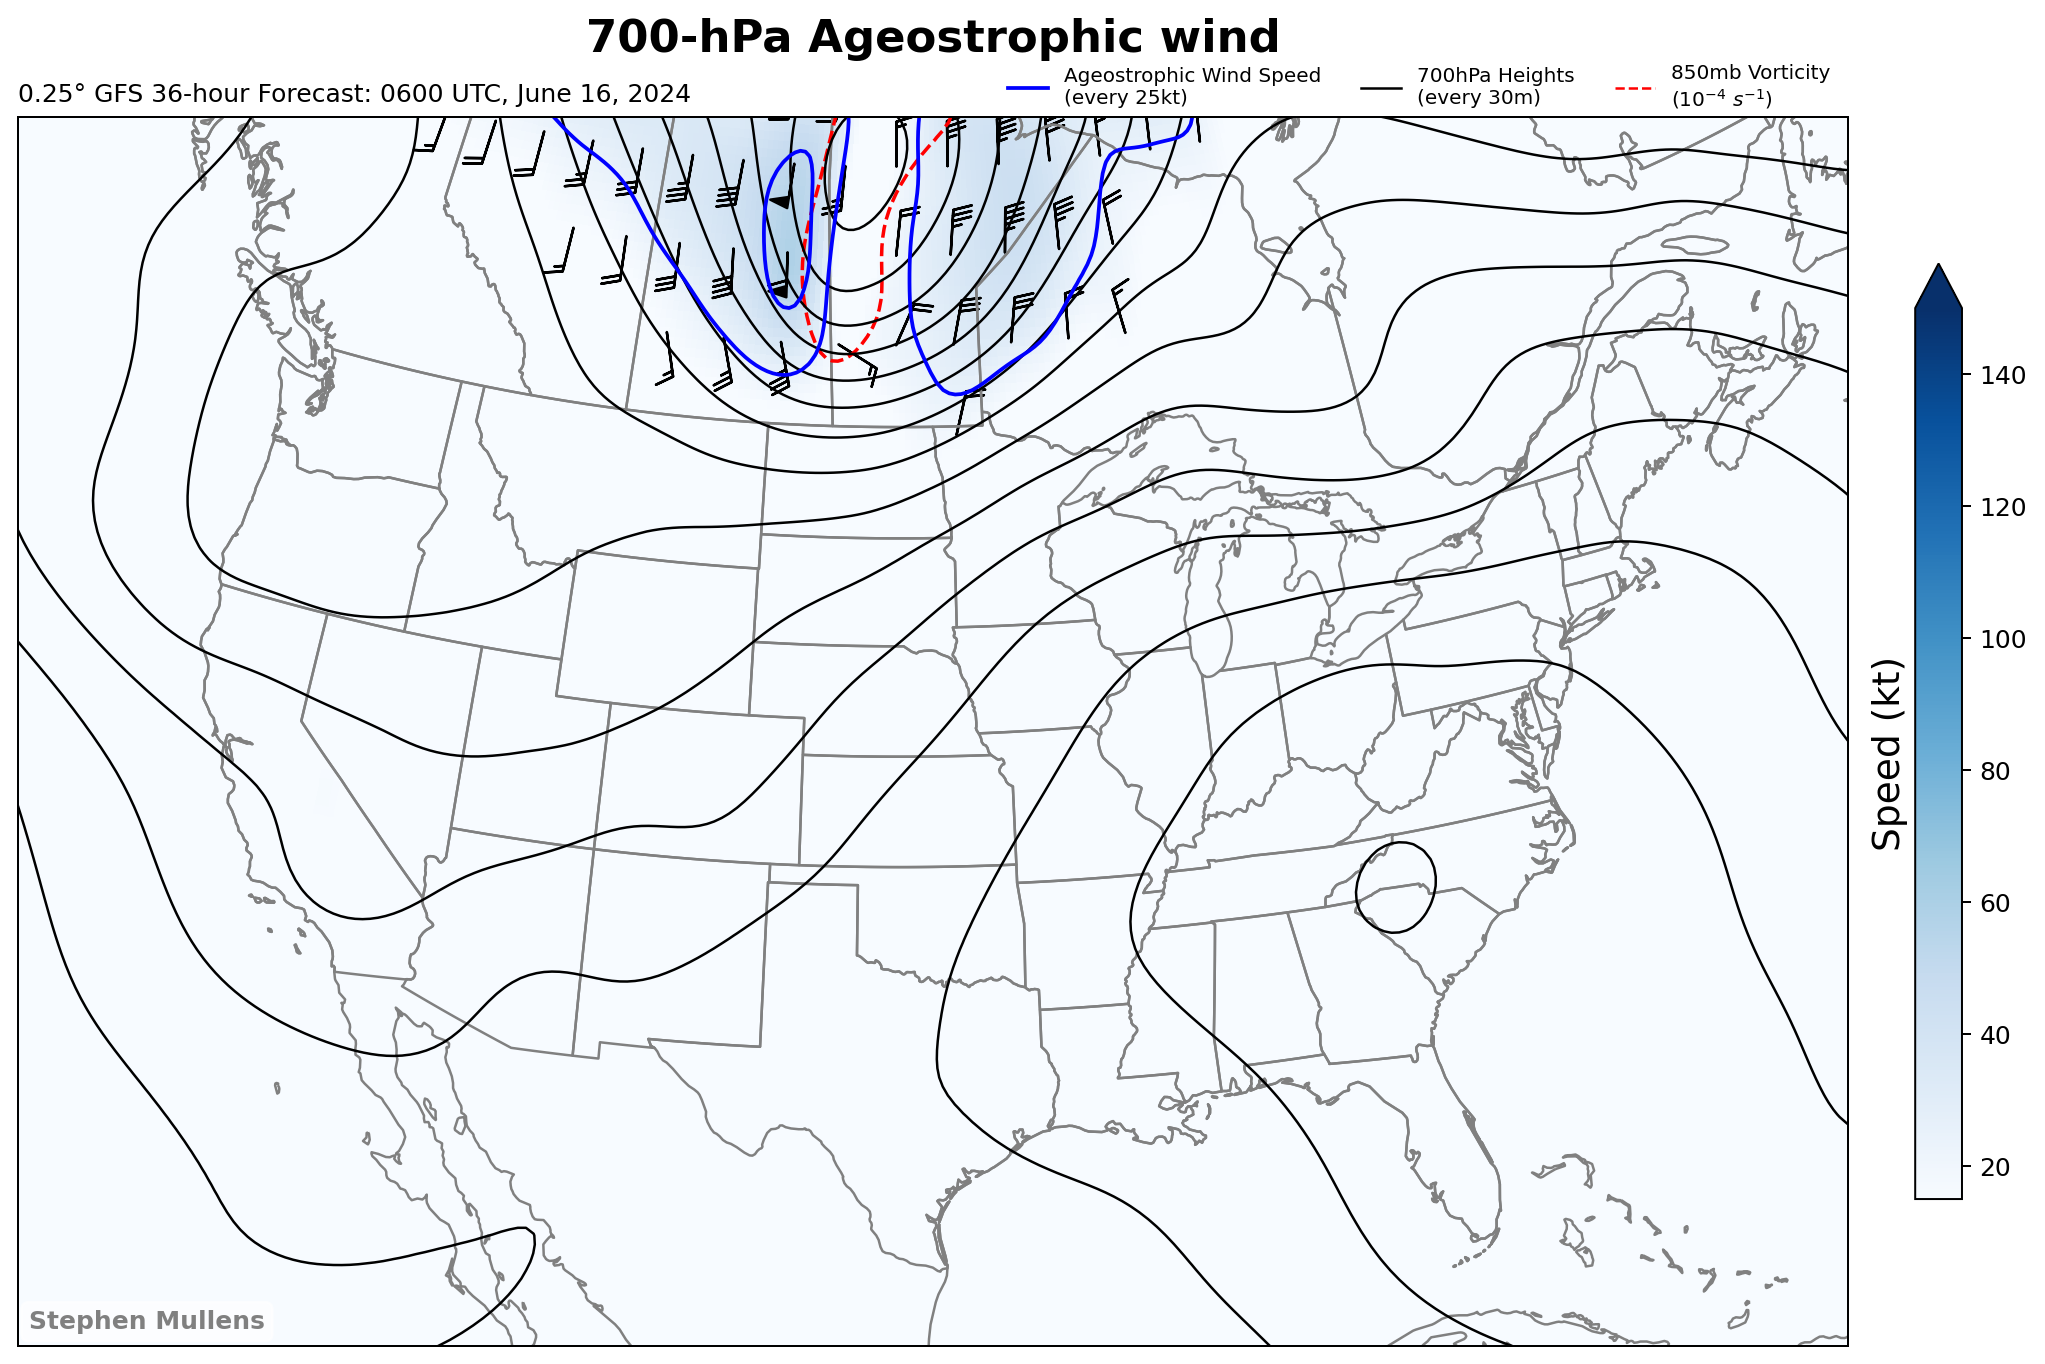 700-hPa Ageostrophic wind
0.25° GFS 36-hour Forecast: 0600 UTC, June 16, 2024
Ageostrophic Wind Speed
(every 25kt)
700hPa Heights
(every 30m)
850mb Vorticity
(10⁻⁴ s⁻¹)
140
120
100
80
60
40
20
Speed (kt)
Stephen Mullens